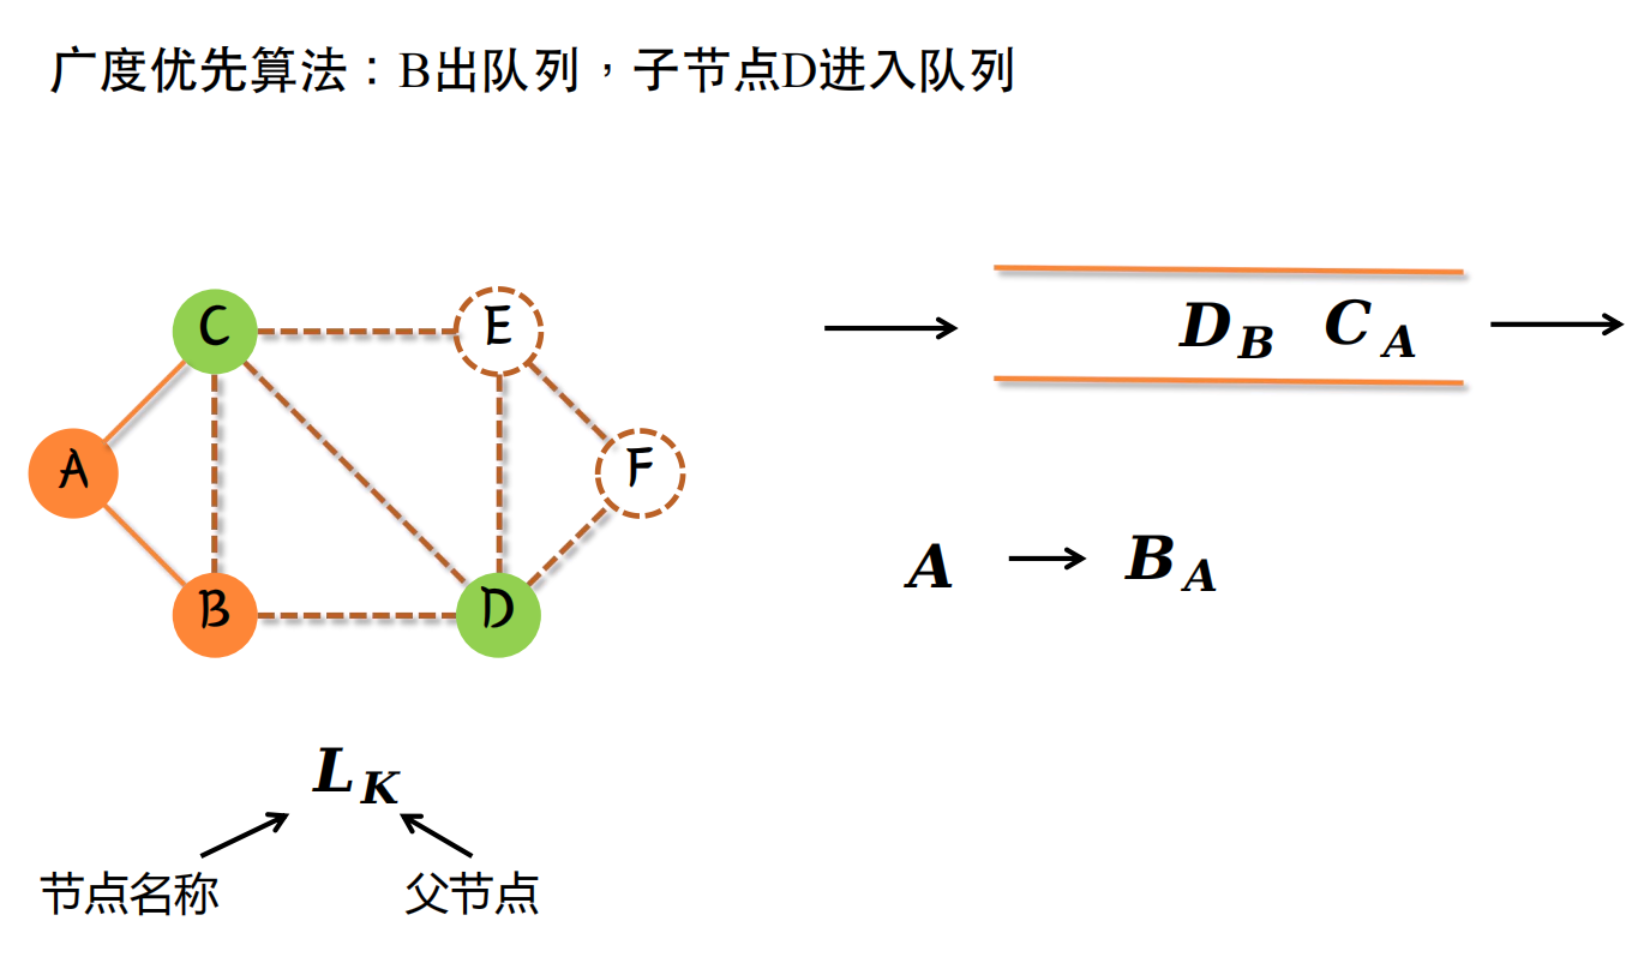 广度优先算法：B出队列，子节点D进入队列
C
E
D_B C_A
A
F
A → B_A
B
D
L_K
节点名称
父节点